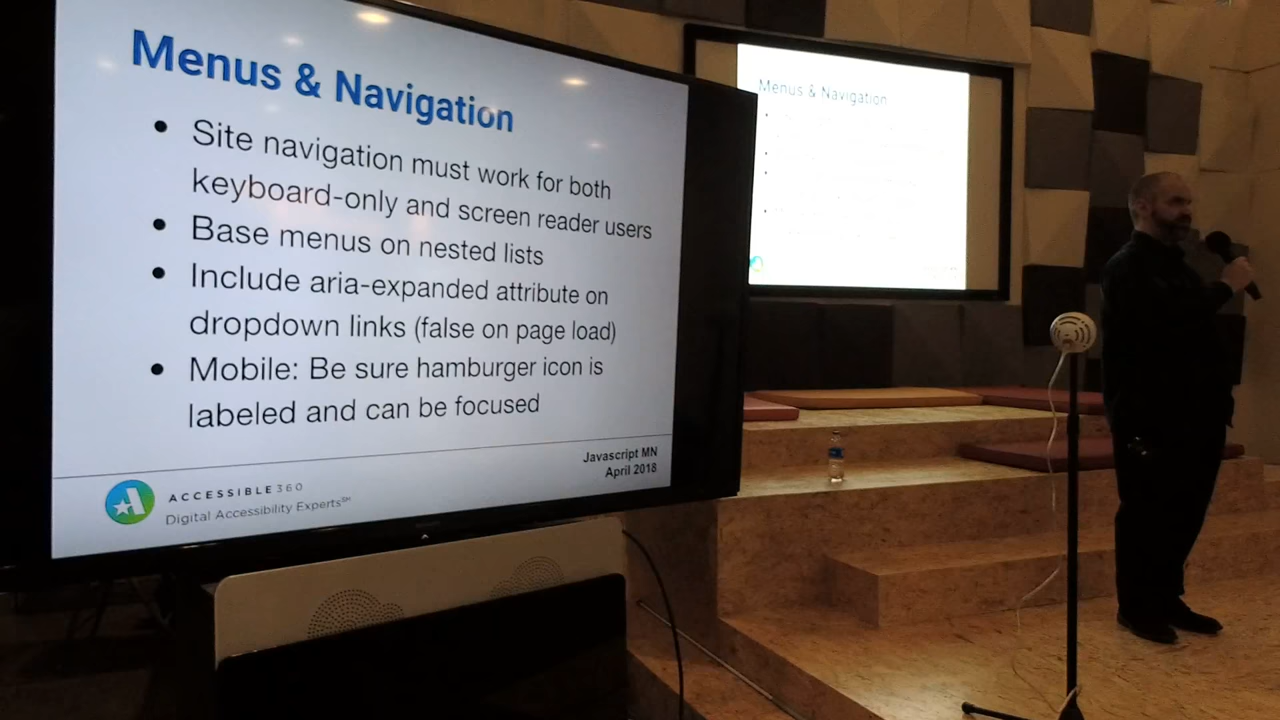 Menus & Navigation
• Site navigation must work for both
keyboard-only and screen reader users
• Base menus on nested lists
• Include aria-expanded attribute on
dropdown links (false on page load)
• Mobile: Be sure hamburger icon is
labeled and can be focused
Javascript MN
April 2018
ACCESSIBLE360
Digital Accessibility Experts℠
Menus & Navigation